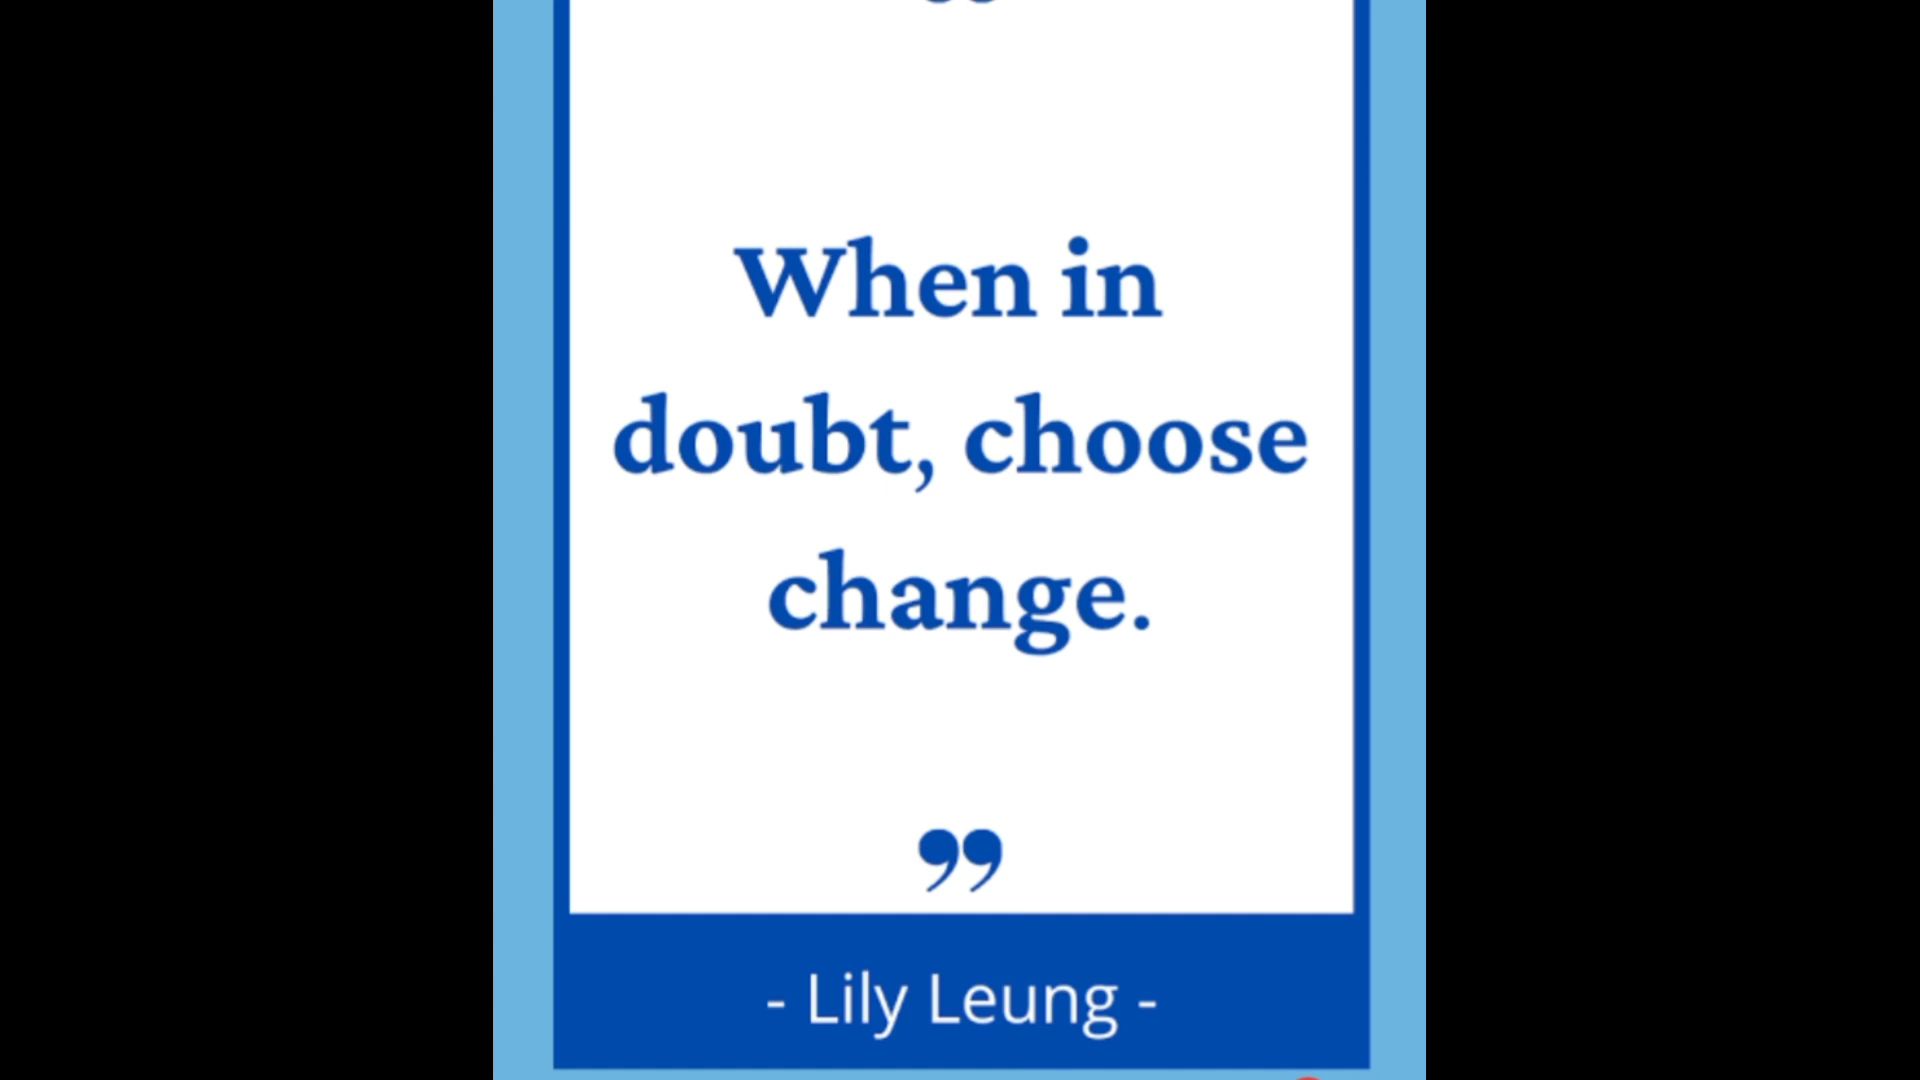 When in
doubt, choose
change.
”
- Lily Leung -